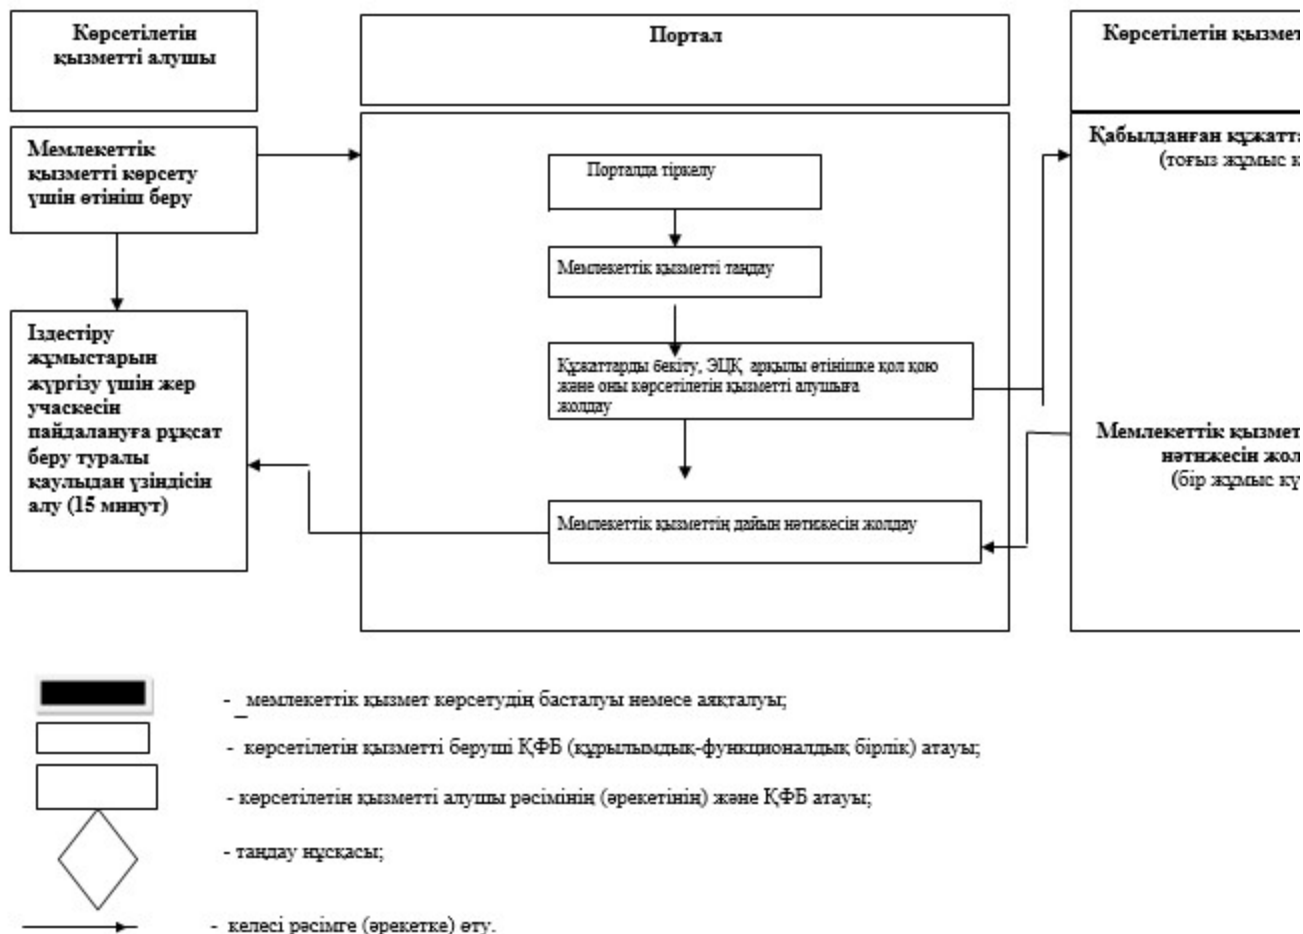 Көрсетілетін
қызметті алушы
Портал
Көрсетілетін қызмет
Мемлекеттік
қызметті көрсету
үшін өтініш беру
Порталда тіркелу
Мемлекеттік қызметті таңдау
Құжаттарды бекіту, ЭЦҚ арқылы өтінішке қол қою
және оны көрсетілетін қызметті алушыға
жолдау
Мемлекеттік қызметтің дайын нәтижесін жолдау
Қабылданған
(тоғыз жұмыс
Мемлекеттік қызмет
нәтижесін
(бір жұмыс
Іздестіру
жұмыстарын
жүргізу үшін жер
учаскесін
пайдалануға рұқсат
беру туралы
қаулыдан үзіндісін
алу (15 минут)
- мемлекеттік қызмет көрсетудің басталуы немесе аяқталуы;
- көрсетілетін қызметті беруші ҚФБ (құрылымдық-функционалдық бірлік) атауы;
- көрсетілетін қызметті алушы рәсімінің (әрекетінің) және ҚФБ атауы;
- таңдау нұсқасы;
- келесі рәсімге (әрекетке) өту.